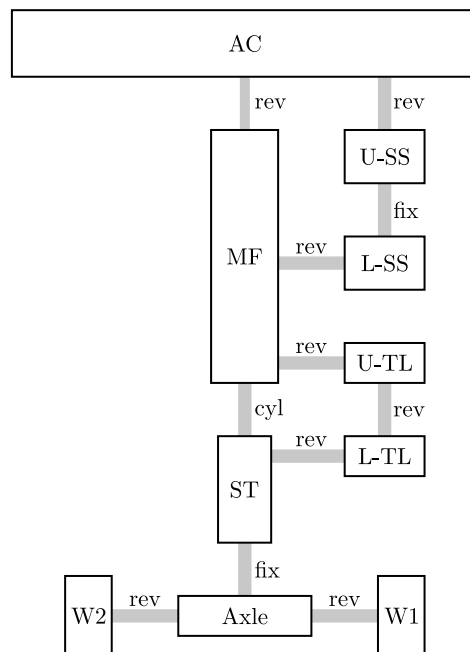 AC
rev
rev
U-SS
fix
MF
rev
L-SS
rev
U-TL
cyl
rev
rev
L-TL
ST
fix
W2
rev
Axle
rev
W1